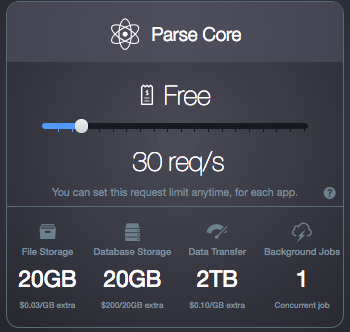 Parse Core
Free
30 req/s
You can set this request limit anytime, for each app. ?
File Storage Database Storage Data Transfer Background Jobs
20GB 20GB 2TB 1
$0.03/GB extra $200/20GB extra $0.10/GB extra Concurrent job